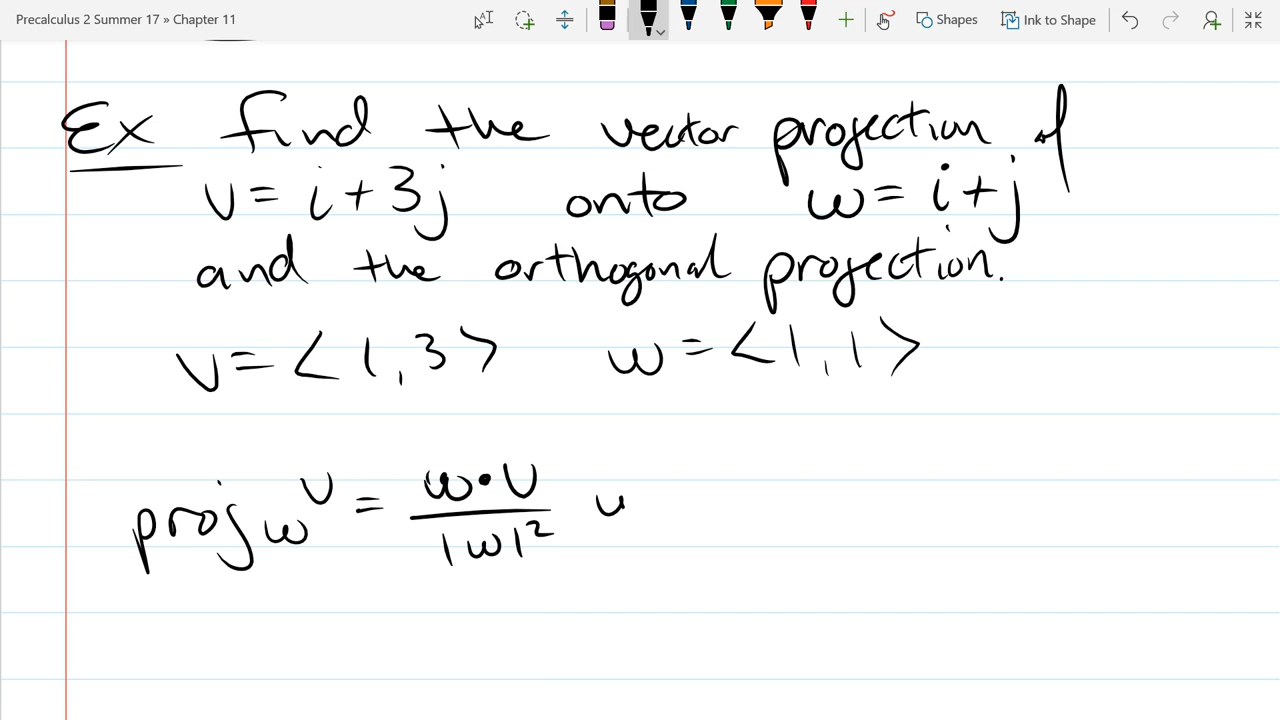 Precalculus 2 Summer 17 » Chapter 11
Shapes
Ink to Shape
Ex find the vector projection of
v = i + 3j onto w = i + j
and the orthogonal projection.
v = < 1, 3 > w = < 1, 1 >
proj_w v = w • v / |w|²